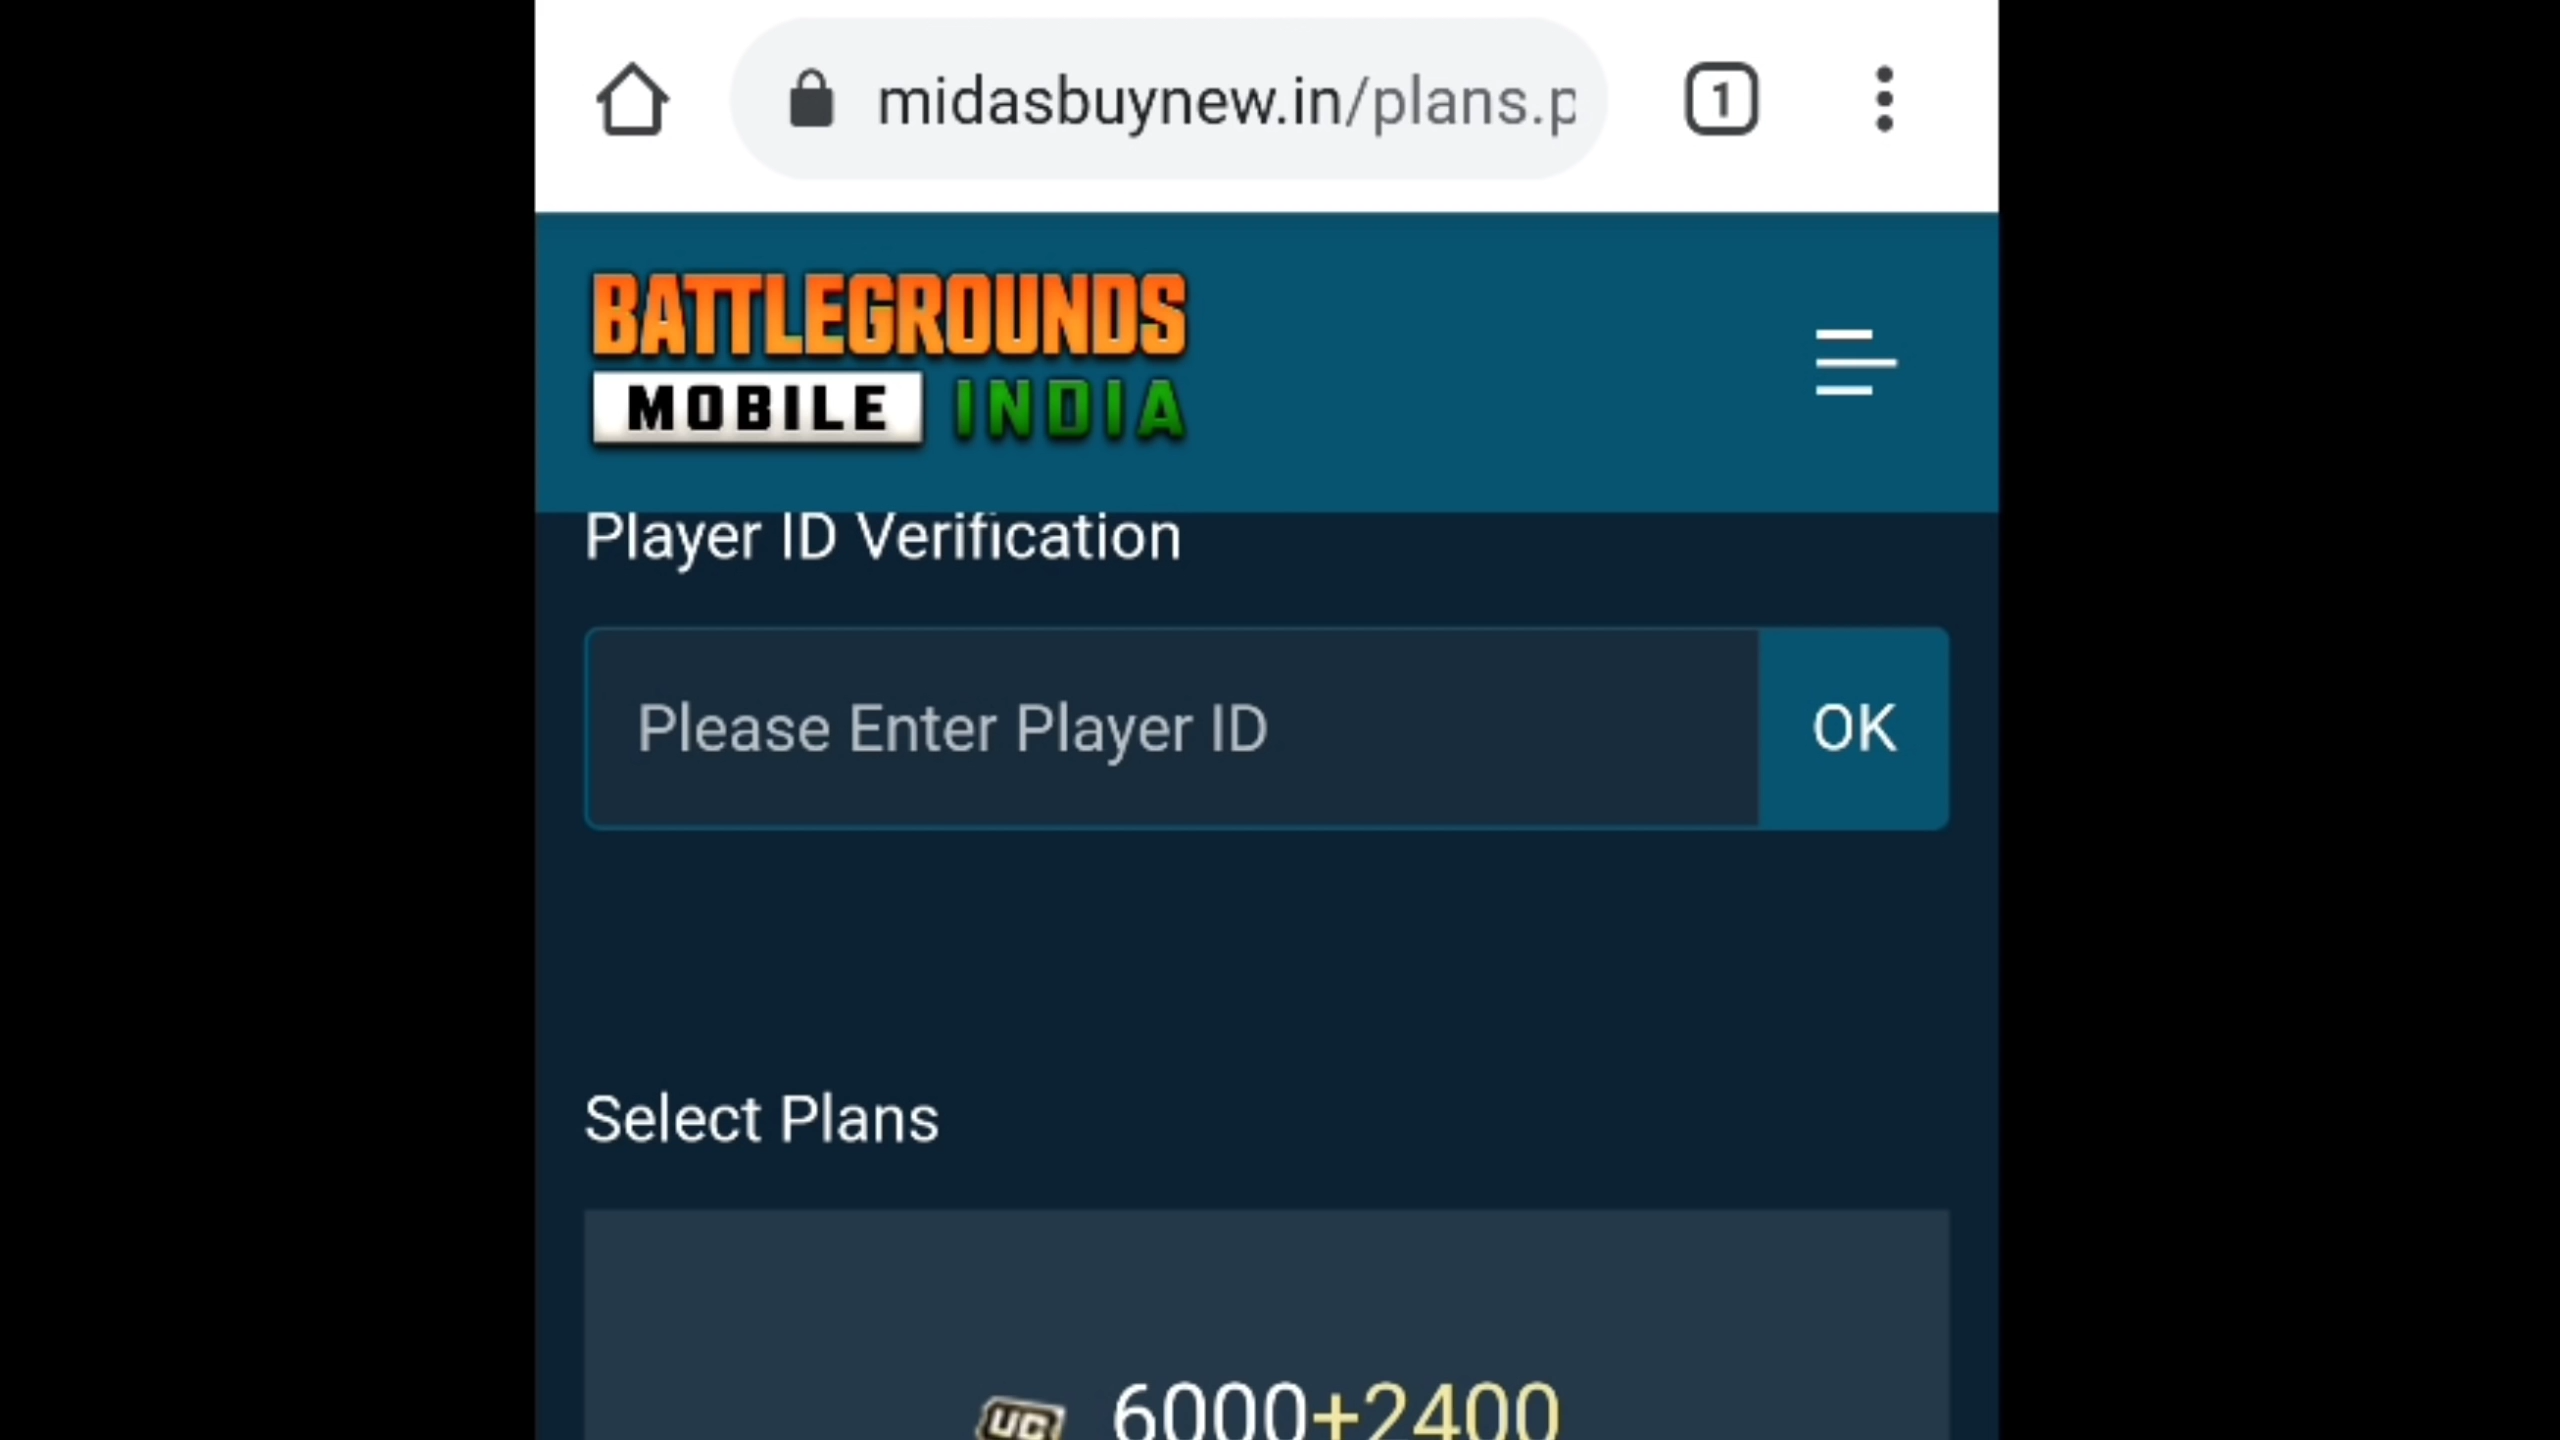 1
midasbuynew.in/plans.p
BATTLEGROUNDS
MOBILE INDIA
Player ID Verification
Please Enter Player ID
OK
Select Plans
UC 6000+2400